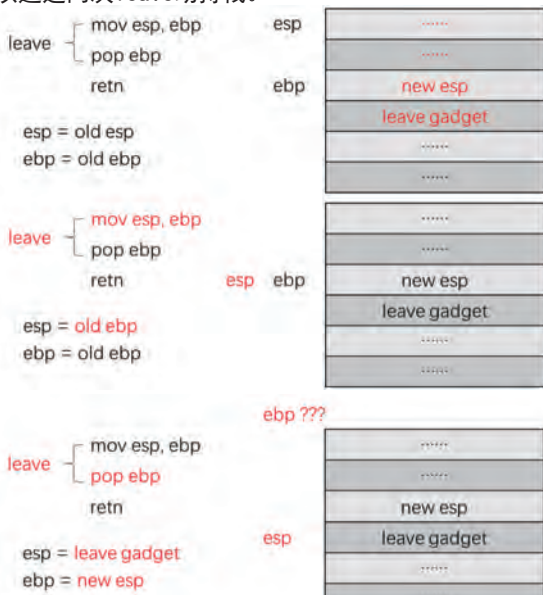 mov esp, ebp
leave
pop ebp
retn
esp = old esp
ebp = old ebp
esp
ebp
......
......
new esp
leave gadget
......
......
mov esp, ebp
leave
pop ebp
retn
esp = old ebp
ebp = old ebp
esp ebp
......
......
new esp
leave gadget
......
......
ebp ???
mov esp, ebp
leave
pop ebp
retn
esp = leave gadget
ebp = new esp
esp
......
......
new esp
leave gadget
......